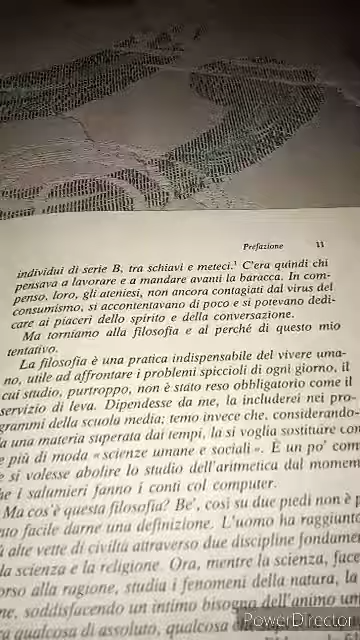 Prefazione 11
individui di serie B, tra schiavi e meteci.¹ C'era quindi chi
pensava a lavorare e a mandare avanti la baracca. In com-
penso, loro, gli ateniesi, non ancora contagiati dal virus del
consumismo, si accontentavano di poco e si potevano dedi-
care ai piaceri dello spirito e della conversazione.
Ma torniamo alla filosofia e al perché di questo mio
tentativo.
La filosofia è una pratica indispensabile del vivere uma-
no, utile ad affrontare i problemi spiccioli di ogni giorno, il
cui studio, purtroppo, non è stato reso obbligatorio come il
servizio di leva. Dipendesse da me, la includerei nei pro-
grammi della scuola media; temo invece che, considerando-
la una materia superata dai tempi, la si voglia sostituire con
e più di moda «scienze umane e sociali». È un po' com
e si volesse abolire lo studio dell'aritmetica dal momen
he i salumieri fanno i conti col computer.
Ma cos'è questa filosofia? Be', così su due piedi non è p
facile darne una definizione. L'uomo ha raggiunto
alte vette di civiltà attraverso due discipline fondamen
la scienza e la religione. Ora, mentre la scienza, face
orso alla ragione, studia i fenomeni della natura, la
ne, soddisfacendo un intimo bisogno dell'animo um
a qualcosa di assoluto, qualcosa
PowerDirector